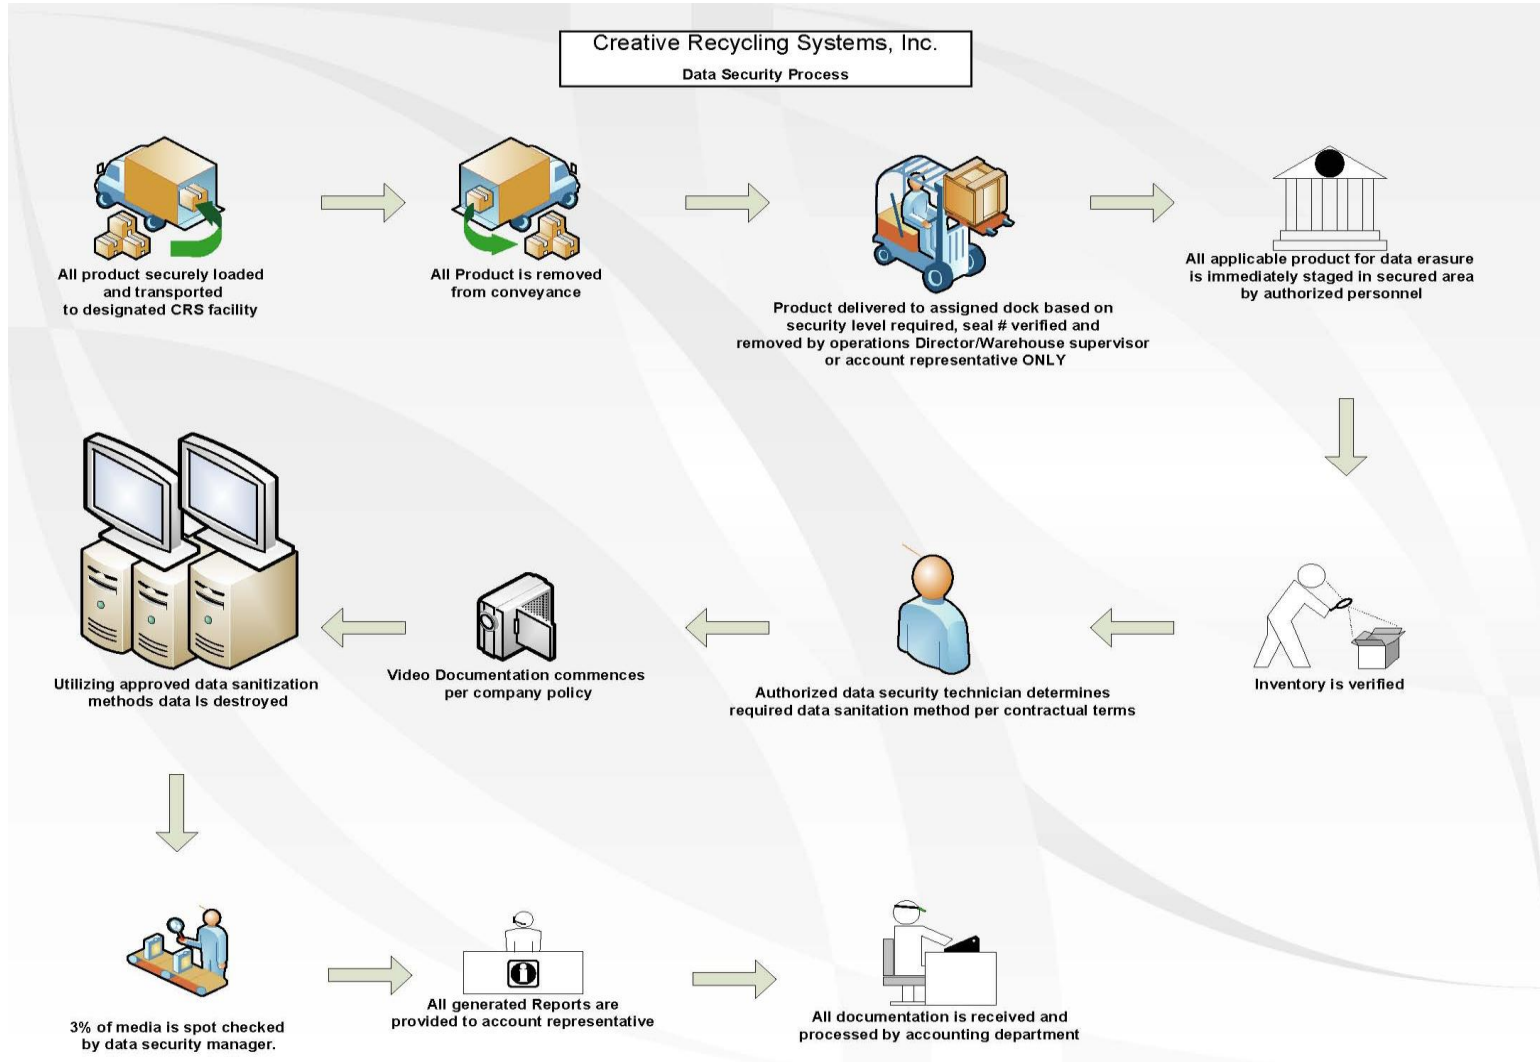 Creative Recycling Systems, Inc.
Data Security Process
All product securely loaded
and transported
to designated CRS facility
All Product is removed
from conveyance
Product delivered to assigned dock based on
security level required, seal # verified and
removed by operations Director/Warehouse supervisor
or account representative ONLY
All applicable product for data erasure
is immediately staged in secured area
by authorized personnel
Inventory is verified
Authorized data security technician determines
required data sanitation method per contractual terms
Video Documentation commences
per company policy
Utilizing approved data sanitization
methods data Is destroyed
3% of media is spot checked
by data security manager.
All generated Reports are
provided to account representative
All documentation is received and
processed by accounting department